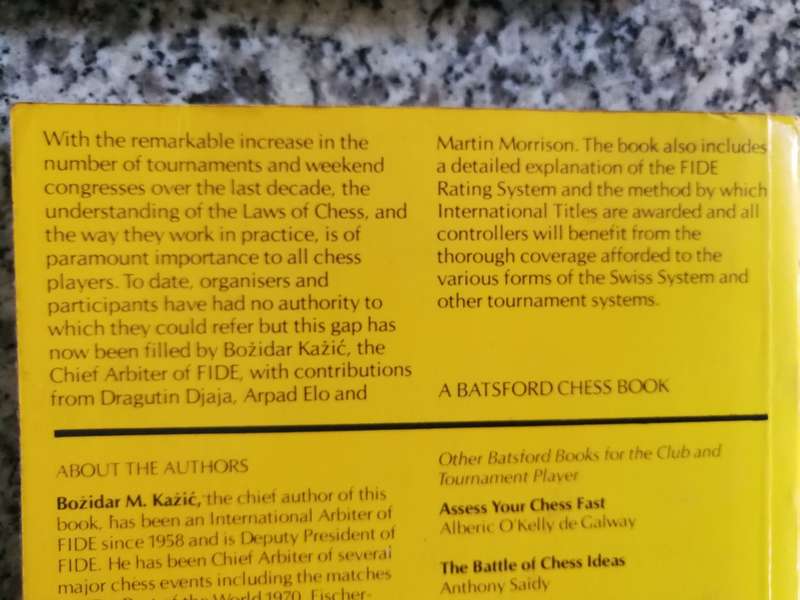 With the remarkable increase in the
number of tournaments and weekend
congresses over the last decade, the
understanding of the Laws of Chess, and
the way they work in practice, is of
paramount importance to all chess
players. To date, organisers and
participants have had no authority to
which they could refer but this gap has
now been filled by Božidar Kažić, the
Chief Arbiter of FIDE, with contributions
from Dragutin Djaja, Arpad Elo and
Martin Morrison. The book also includes
a detailed explanation of the FIDE
Rating System and the method by which
International Titles are awarded and all
controllers will benefit from the
thorough coverage afforded to the
various forms of the Swiss System and
other tournament systems.
A BATSFORD CHESS BOOK
ABOUT THE AUTHORS
Božidar M. Kažić, the chief author of this
book, has been an International Arbiter of
FIDE since 1958 and is Deputy President of
FIDE. He has been Chief Arbiter of several
major chess events including the matches
of the World 1970, Fischer-
Other Batsford Books for the Club and
Tournament Player
Assess Your Chess Fast
Alberic O'Kelly de Galway
The Battle of Chess Ideas
Anthony Saidy